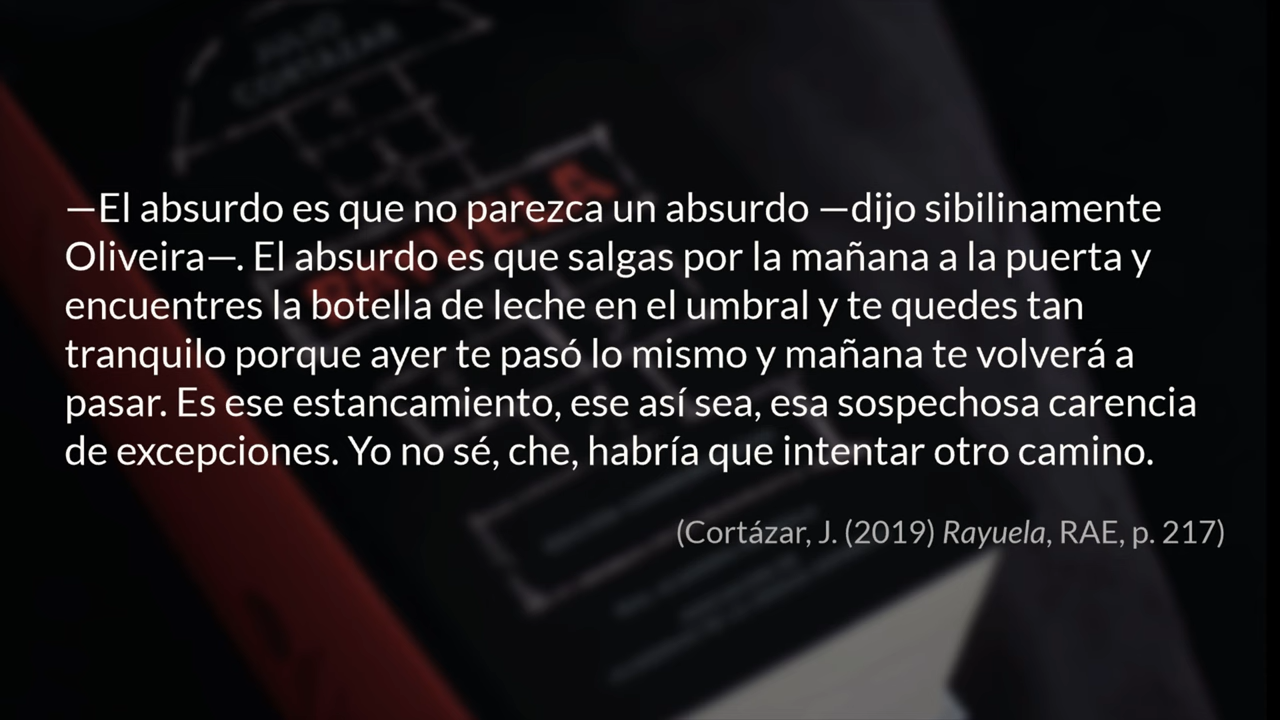 JULIO
CORTÁZAR
RAYUELA
—El absurdo es que no parezca un absurdo —dijo sibilinamente
Oliveira—. El absurdo es que salgas por la mañana a la puerta y
encuentres la botella de leche en el umbral y te quedes tan
tranquilo porque ayer te pasó lo mismo y mañana te volverá a
pasar. Es ese estancamiento, ese así sea, esa sospechosa carencia
de excepciones. Yo no sé, che, habría que intentar otro camino.
(Cortázar, J. (2019) Rayuela, RAE, p. 217)